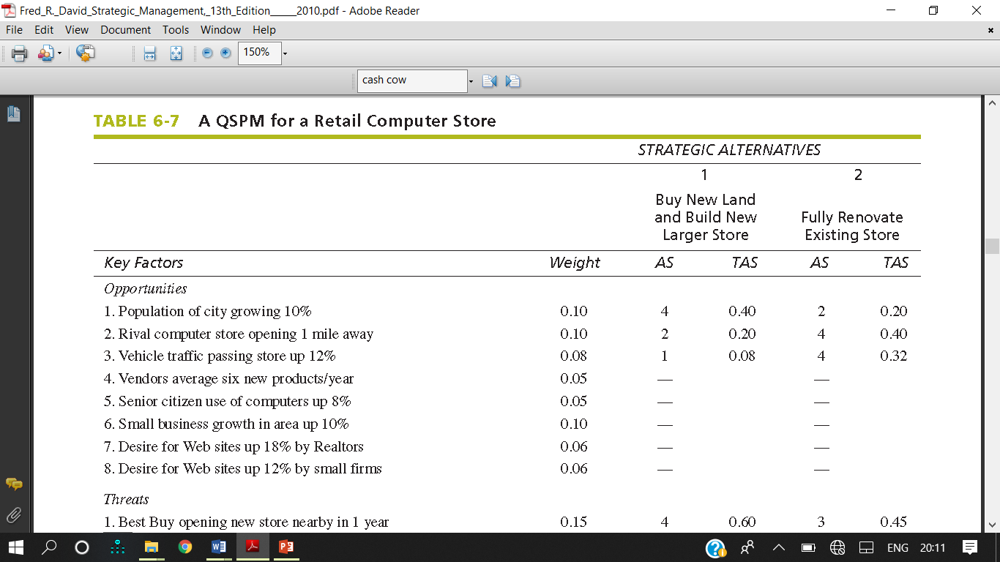 Fred_R._David_Strategic_Management,_13th_Edition_____2010.pdf - Adobe Reader
File Edit View Document Tools Window Help
150%
cash cow
TABLE 6-7 A QSPM for a Retail Computer Store
STRATEGIC ALTERNATIVES
1 2
Buy New Land
and Build New Fully Renovate
Larger Store Existing Store
Key Factors Weight AS TAS AS TAS
Opportunities
1. Population of city growing 10% 0.10 4 0.40 2 0.20
2. Rival computer store opening 1 mile away 0.10 2 0.20 4 0.40
3. Vehicle traffic passing store up 12% 0.08 1 0.08 4 0.32
4. Vendors average six new products/year 0.05 — —
5. Senior citizen use of computers up 8% 0.05 — —
6. Small business growth in area up 10% 0.10 — —
7. Desire for Web sites up 18% by Realtors 0.06 — —
8. Desire for Web sites up 12% by small firms 0.06 — —
Threats
1. Best Buy opening new store nearby in 1 year 0.15 4 0.60 3 0.45
ENG 20:11